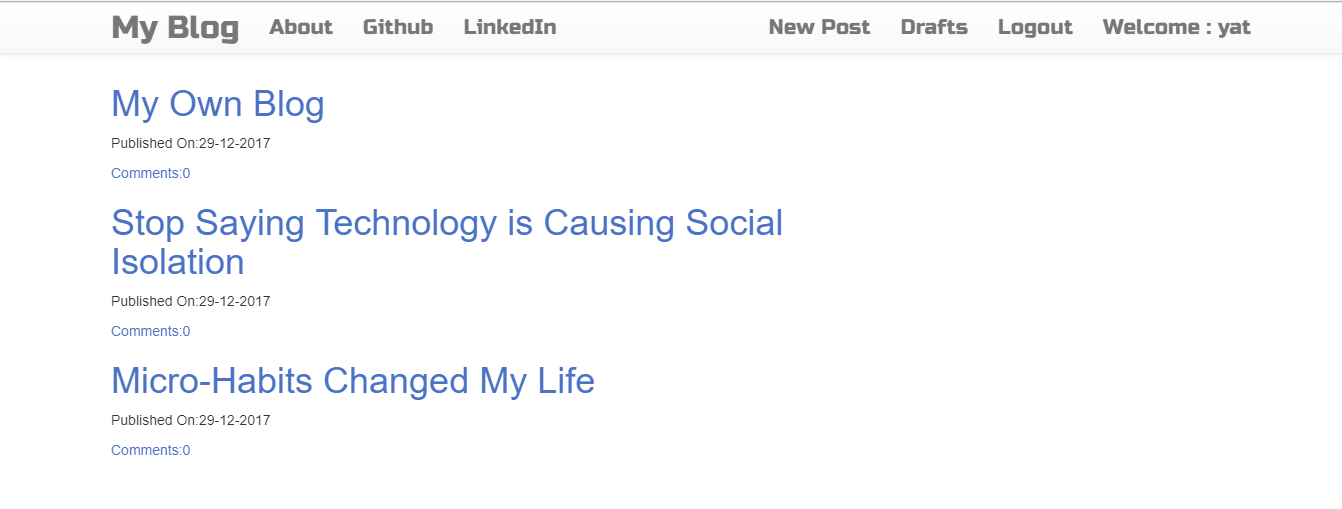 My Blog About Github LinkedIn New Post Drafts Logout Welcome : yat
My Own Blog
Published On:29-12-2017
Comments:0
Stop Saying Technology is Causing Social
Isolation
Published On:29-12-2017
Comments:0
Micro-Habits Changed My Life
Published On:29-12-2017
Comments:0